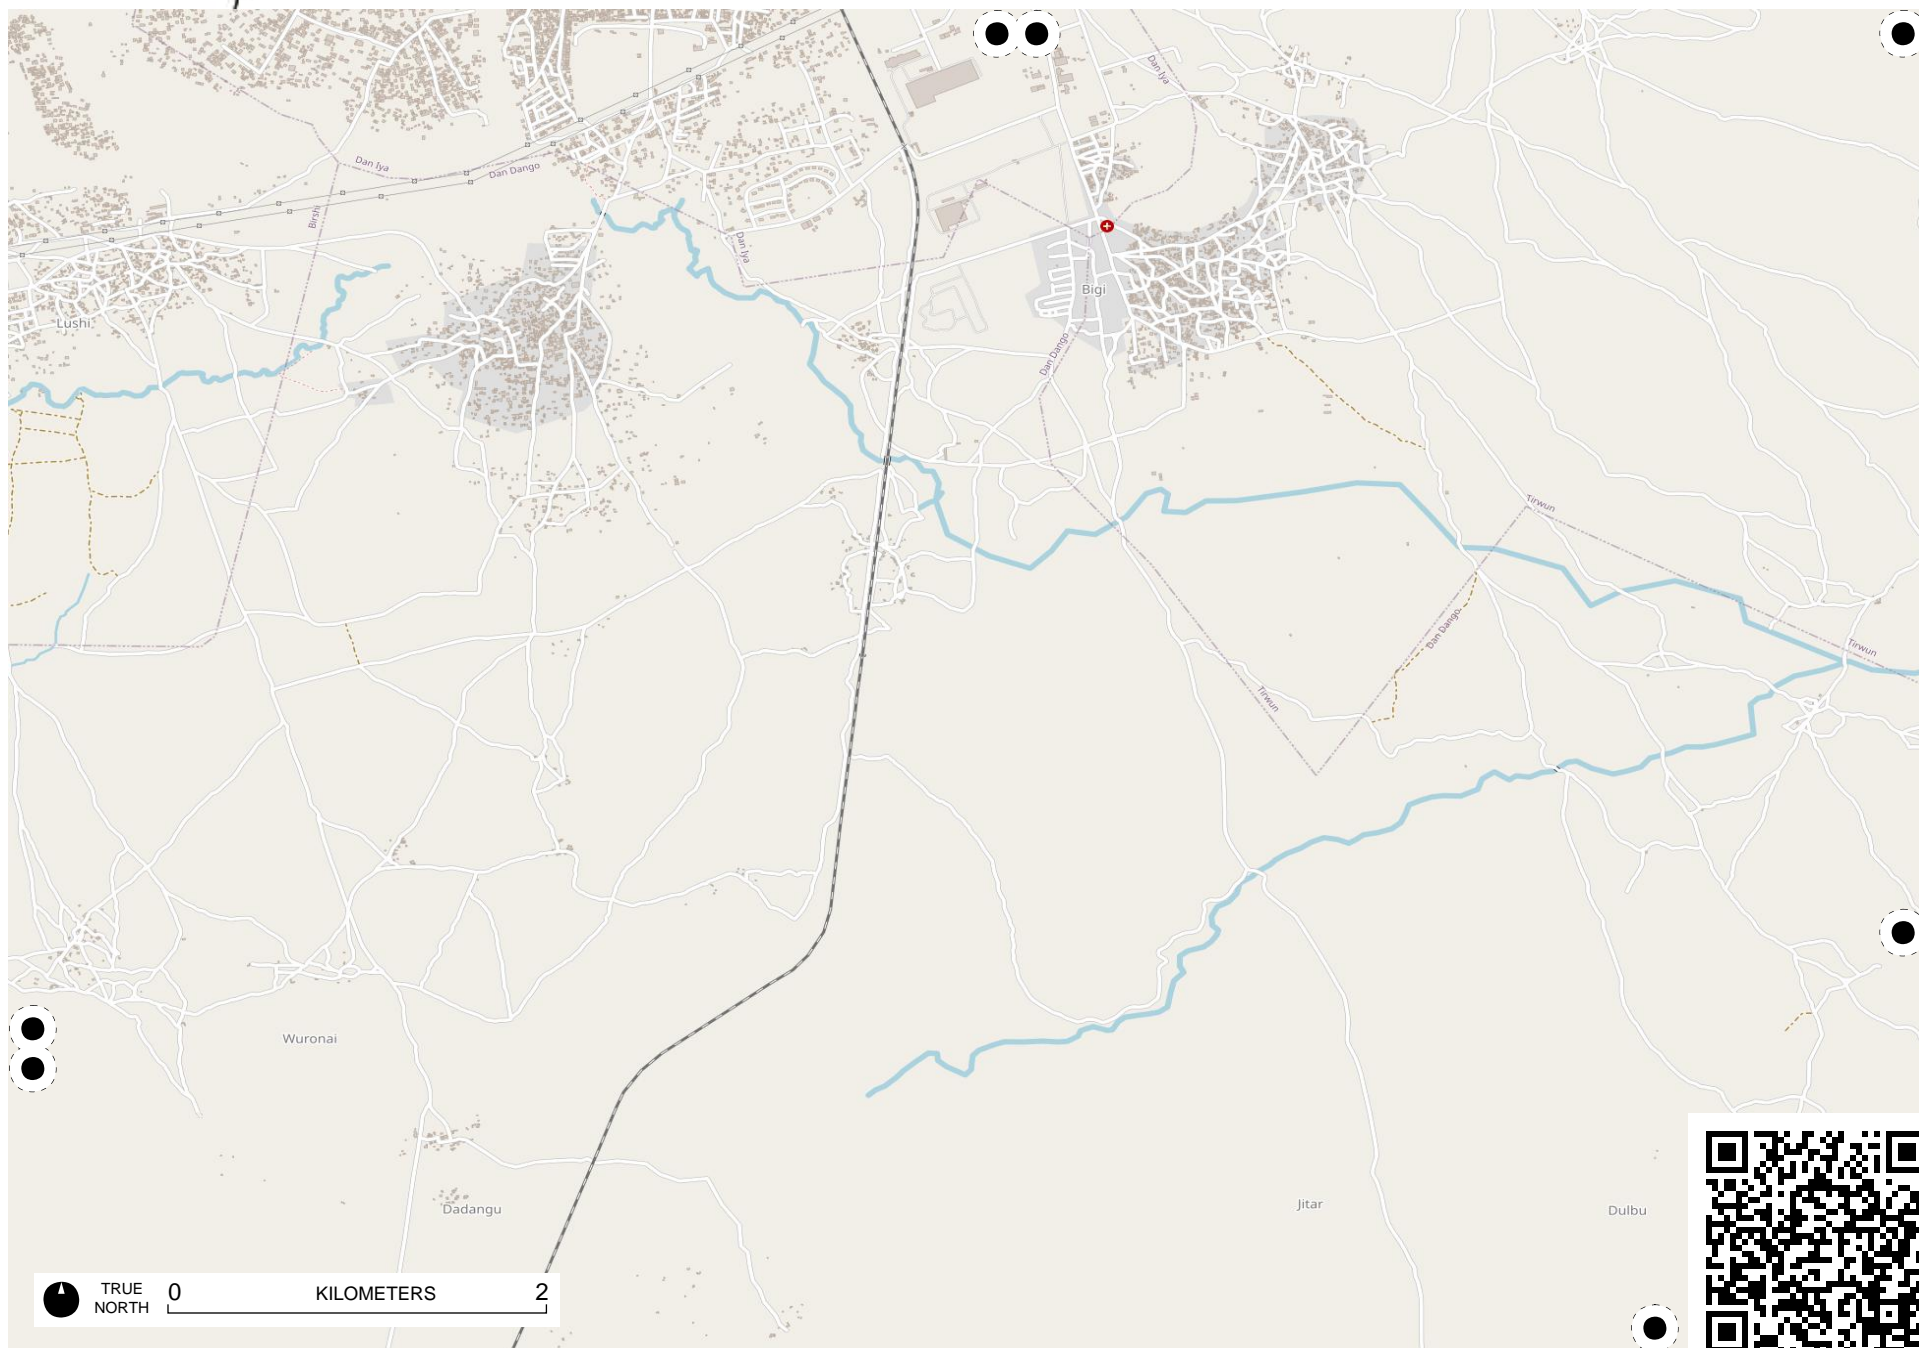 Dan Iya
Dan Iya
Dan Dango
Birshi
Dan Iya
Bigi
Lushi
Dan Dango
Tirwun
Dan Dango
Tirwun
Tirwun
Wuronai
Dadangu
Jitar
Dulbu
TRUE
NORTH
0 KILOMETERS 2